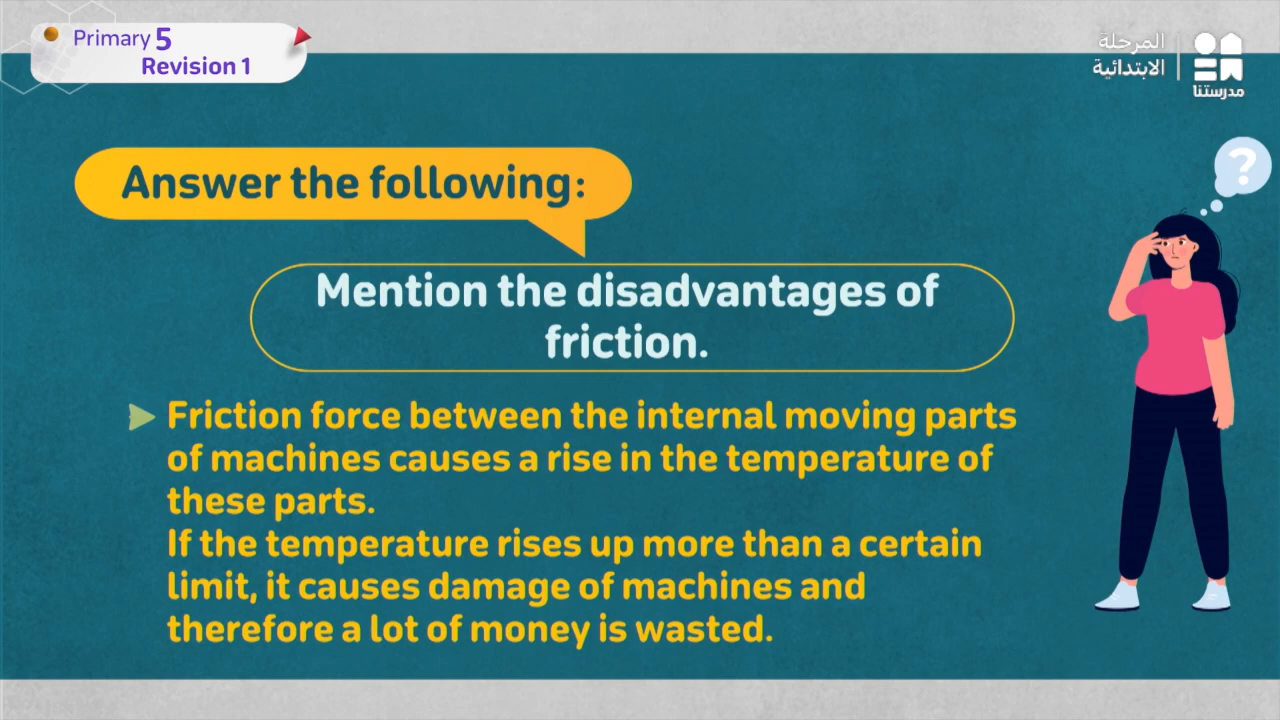 Primary 5
Revision 1
المرحلة
الابتدائية
مدرستنا
?
Answer the following:
Mention the disadvantages of
friction.
Friction force between the internal moving parts
of machines causes a rise in the temperature of
these parts.
If the temperature rises up more than a certain
limit, it causes damage of machines and
therefore a lot of money is wasted.